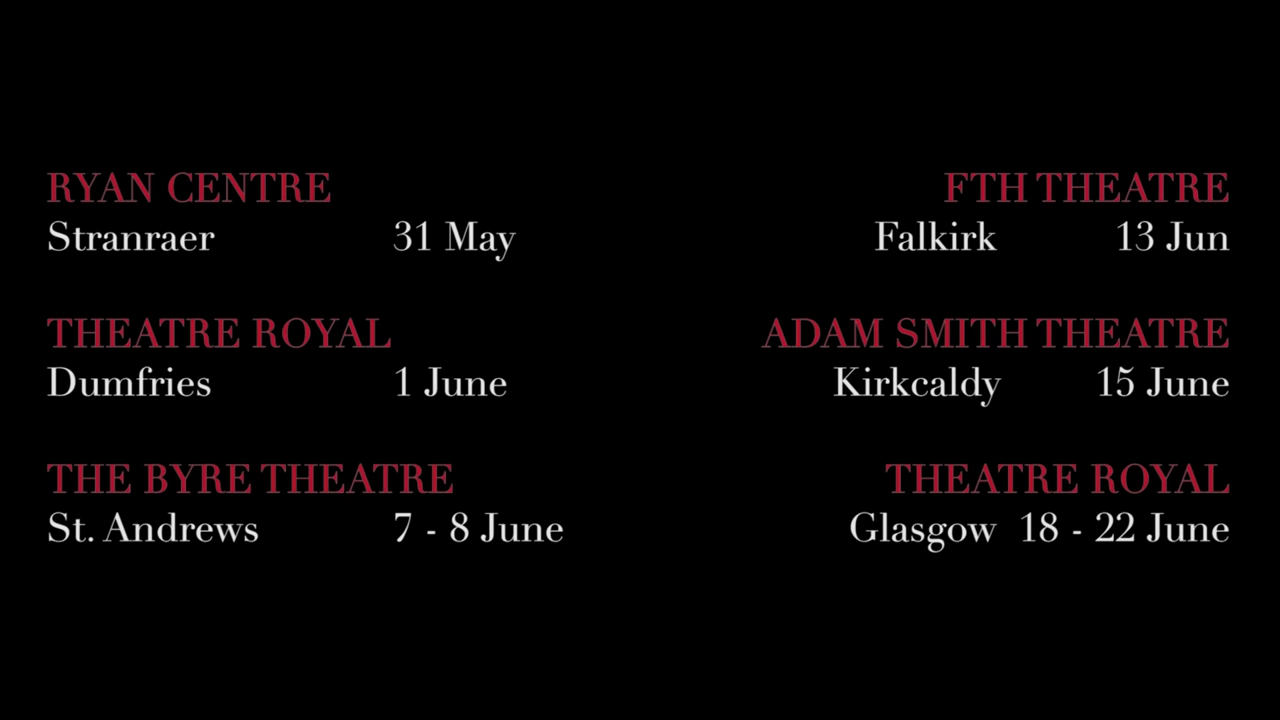 RYAN CENTRE
Stranraer 31 May
THEATRE ROYAL
Dumfries 1 June
THE BYRE THEATRE
St. Andrews 7 - 8 June
FTH THEATRE
Falkirk 13 Jun
ADAM SMITH THEATRE
Kirkcaldy 15 June
THEATRE ROYAL
Glasgow 18 - 22 June